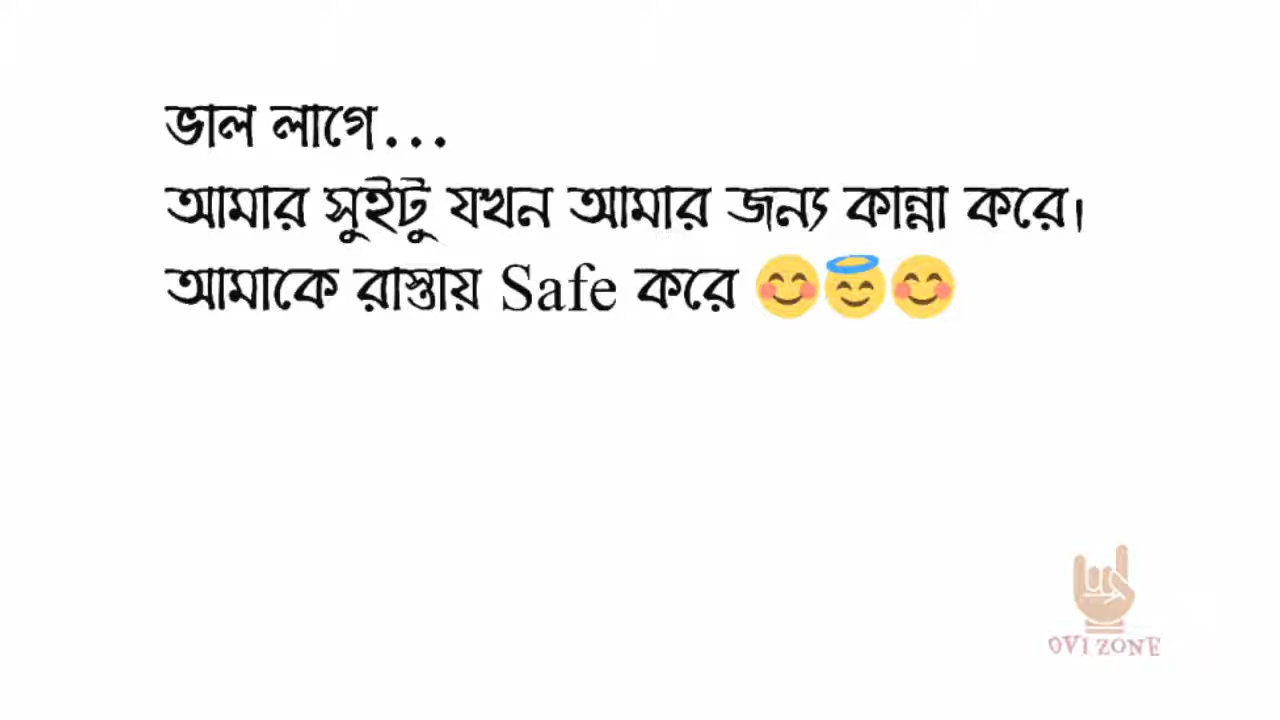 ভাল লাগে...
আমার সুইটু যখন আমার জন্য কান্না করে।
আমাকে রাস্তায় Safe করে 😊😇😊
OVI ZONE